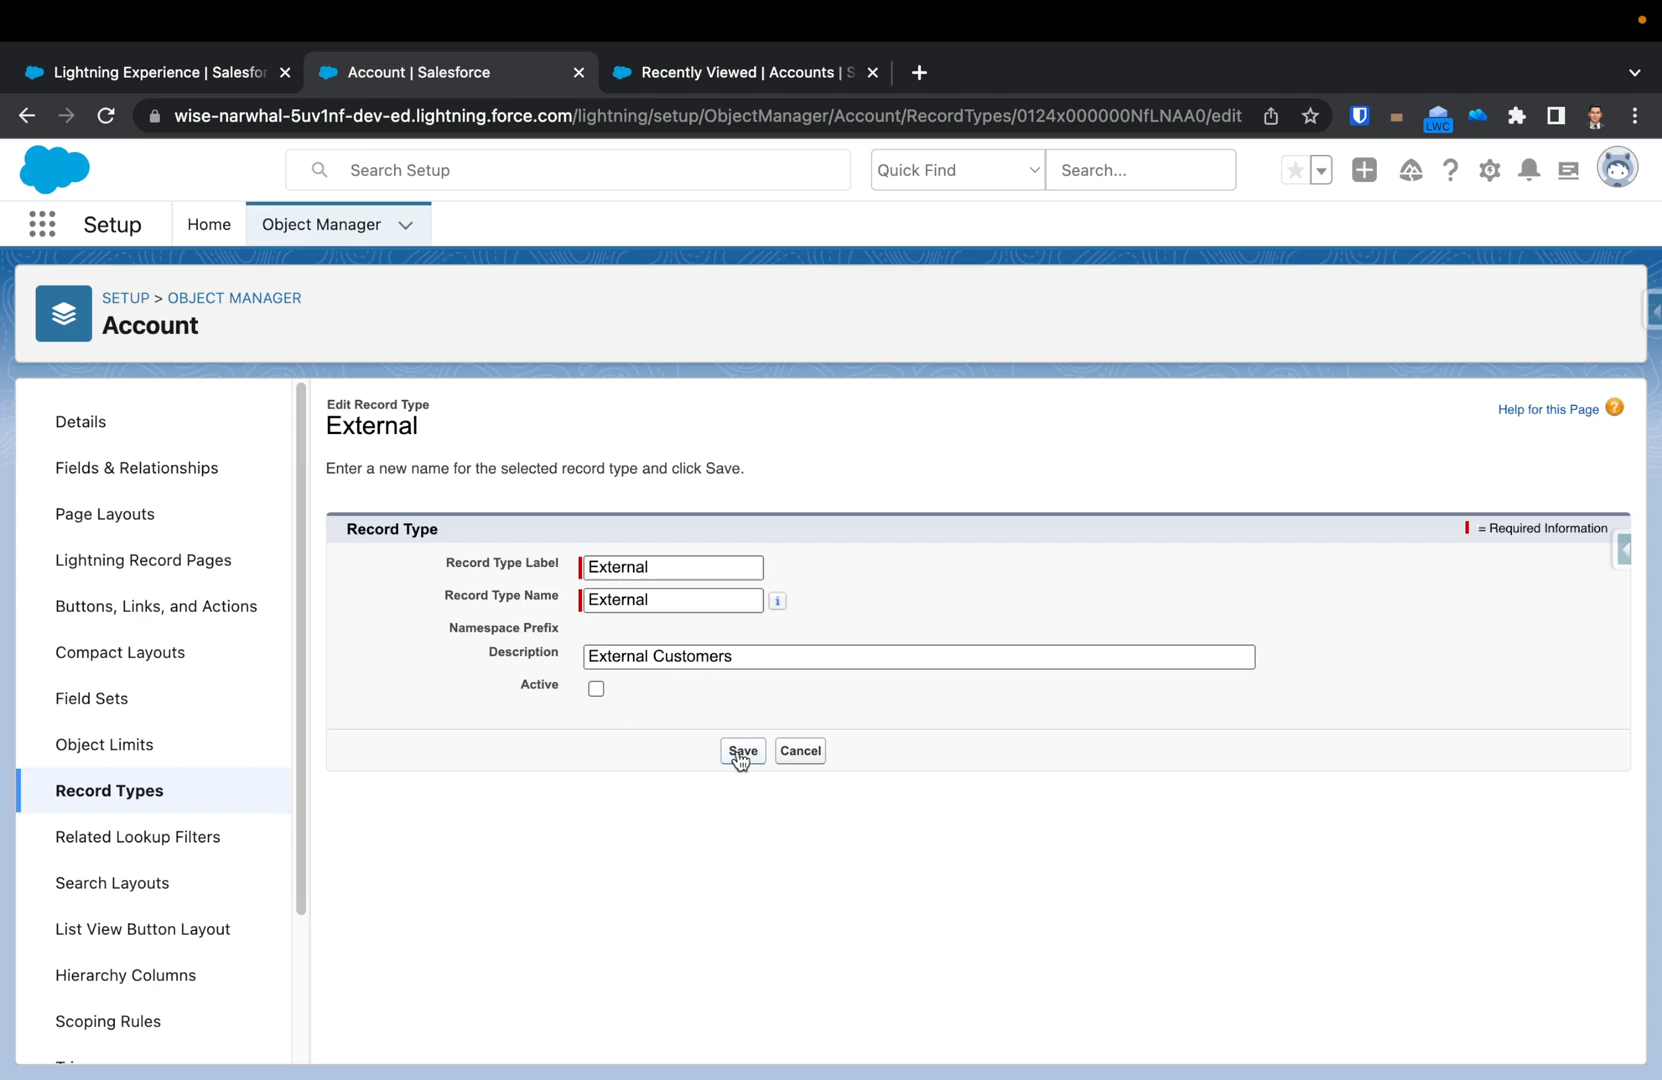 Lightning Experience | Salesfor
Account | Salesforce
Recently Viewed | Accounts | S
wise-narwhal-5uv1nf-dev-ed.lightning.force.com/lightning/setup/ObjectManager/Account/RecordTypes/0124x000000NfLNAA0/edit
LWC
Search Setup
Quick Find
Search...
Setup
Home
Object Manager
SETUP > OBJECT MANAGER
Account
Details
Fields & Relationships
Page Layouts
Lightning Record Pages
Buttons, Links, and Actions
Compact Layouts
Field Sets
Object Limits
Record Types
Related Lookup Filters
Search Layouts
List View Button Layout
Hierarchy Columns
Scoping Rules
Edit Record Type
External
Help for this Page ?
Enter a new name for the selected record type and click Save.
Record Type
= Required Information
Record Type Label External
Record Type Name External i
Namespace Prefix
Description External Customers
Active
Save Cancel